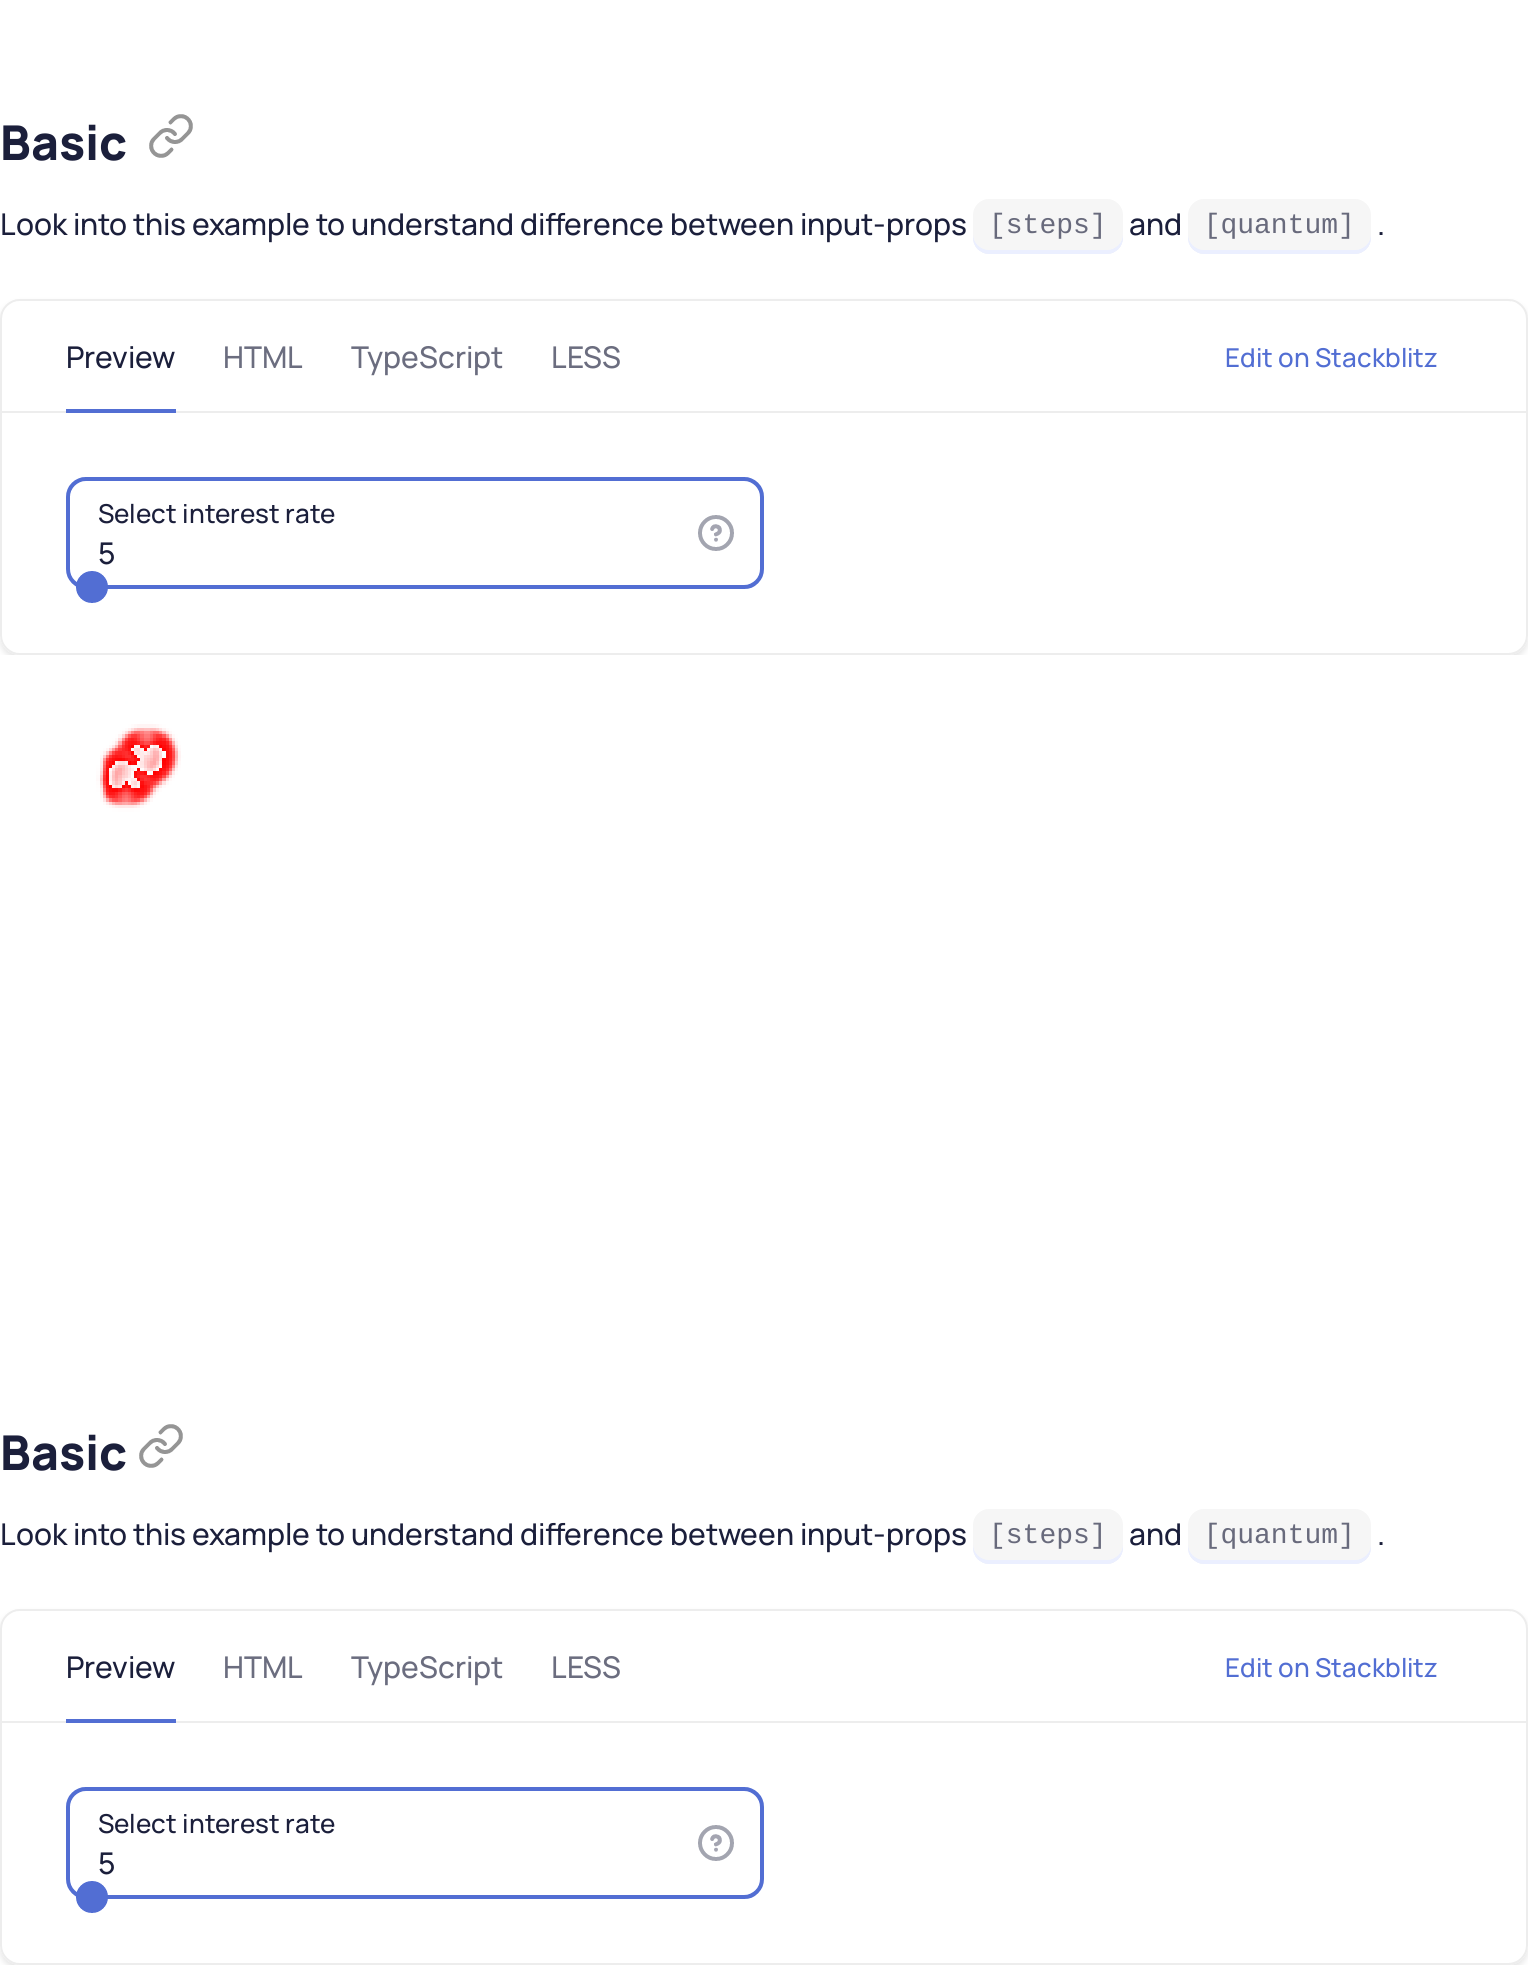 Basic
Look into this example to understand difference between input-props [steps] and [quantum] .
Preview HTML TypeScript LESS Edit on Stackblitz
Select interest rate
5
Basic
Look into this example to understand difference between input-props [steps] and [quantum] .
Preview HTML TypeScript LESS Edit on Stackblitz
Select interest rate
5